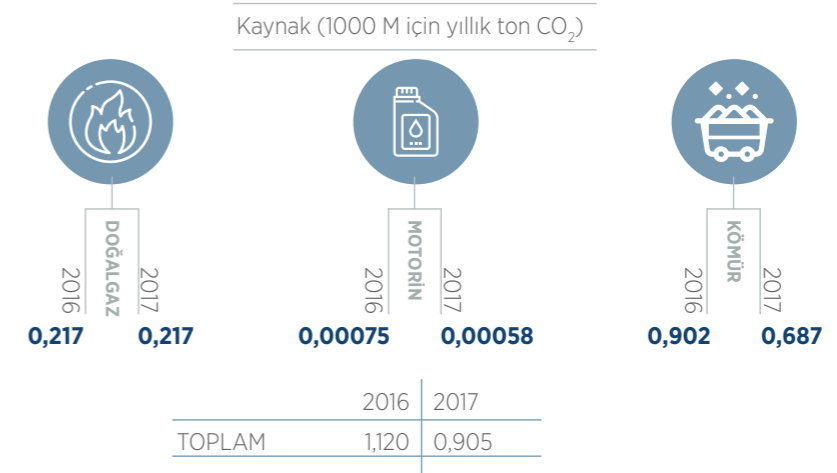 Kaynak (1000 M için yıllık ton CO₂)
DOĞALGAZ
2016 2017
0,217 0,217
MOTORİN
2016 2017
0,00075 0,00058
KÖMÜR
2016 2017
0,902 0,687
2016 2017
TOPLAM 1,120 0,905